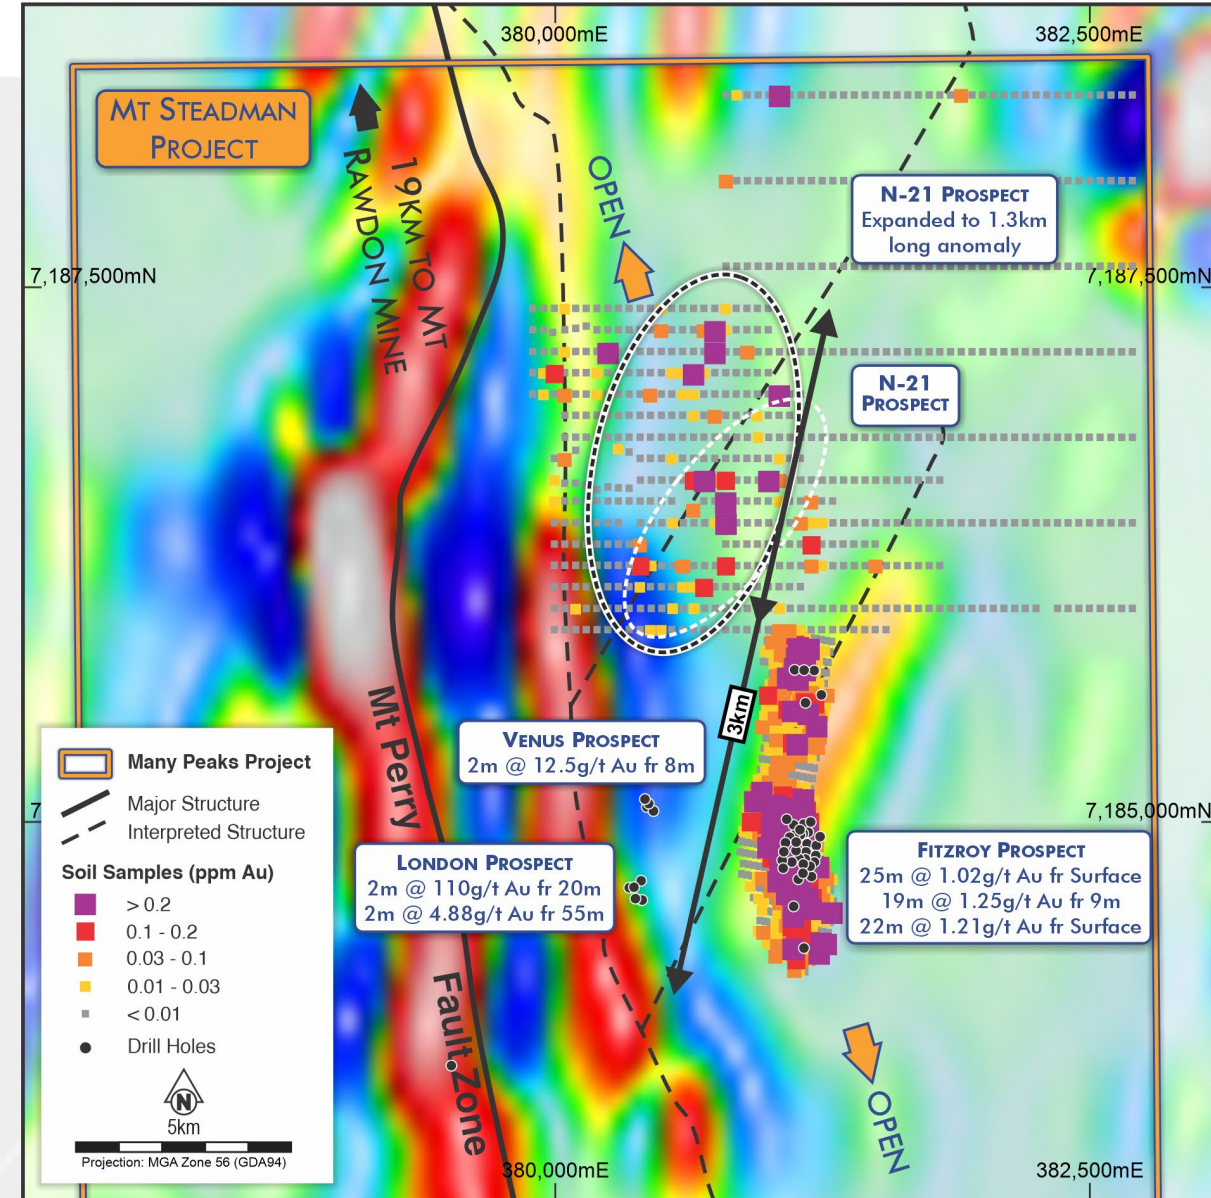 380,000mE
382,500mE
MT STEADMAN
PROJECT
19KM TO MT
RAWDON MINE
OPEN
N-21 PROSPECT
Expanded to 1.3km
long anomaly
7,187,500mN
7,187,500mN
N-21
PROSPECT
3km
Mt Perry
Fault Zone
VENUS PROSPECT
2m @ 12.5g/t Au fr 8m
7
7,185,000mN
LONDON PROSPECT
2m @ 110g/t Au fr 20m
2m @ 4.88g/t Au fr 55m
FITZROY PROSPECT
25m @ 1.02g/t Au fr Surface
19m @ 1.25g/t Au fr 9m
22m @ 1.21g/t Au fr Surface
Many Peaks Project
Major Structure
Interpreted Structure
Soil Samples (ppm Au)
> 0.2
0.1 - 0.2
0.03 - 0.1
0.01 - 0.03
< 0.01
Drill Holes
N
5km
Projection: MGA Zone 56 (GDA94)
OPEN
380,000mE
382,500mE